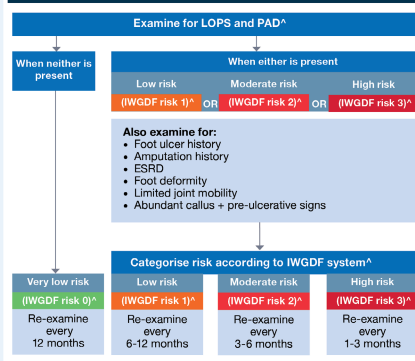 Examine for LOPS and PAD^
When neither is
present
When either is present
Low risk
(IWGDF risk 1)^
OR
Moderate risk
(IWGDF risk 2)^
OR
High risk
(IWGDF risk 3)^
Also examine for:
• Foot ulcer history
• Amputation history
• ESRD
• Foot deformity
• Limited joint mobility
• Abundant callus + pre-ulcerative signs
Categorise risk according to IWGDF system^
Very low risk
(IWGDF risk 0)^
Re-examine
every
12 months
Low risk
(IWGDF risk 1)^
Re-examine
every
6-12 months
Moderate risk
(IWGDF risk 2)^
Re-examine
every
3-6 months
High risk
(IWGDF risk 3)^
Re-examine
every
1-3 months